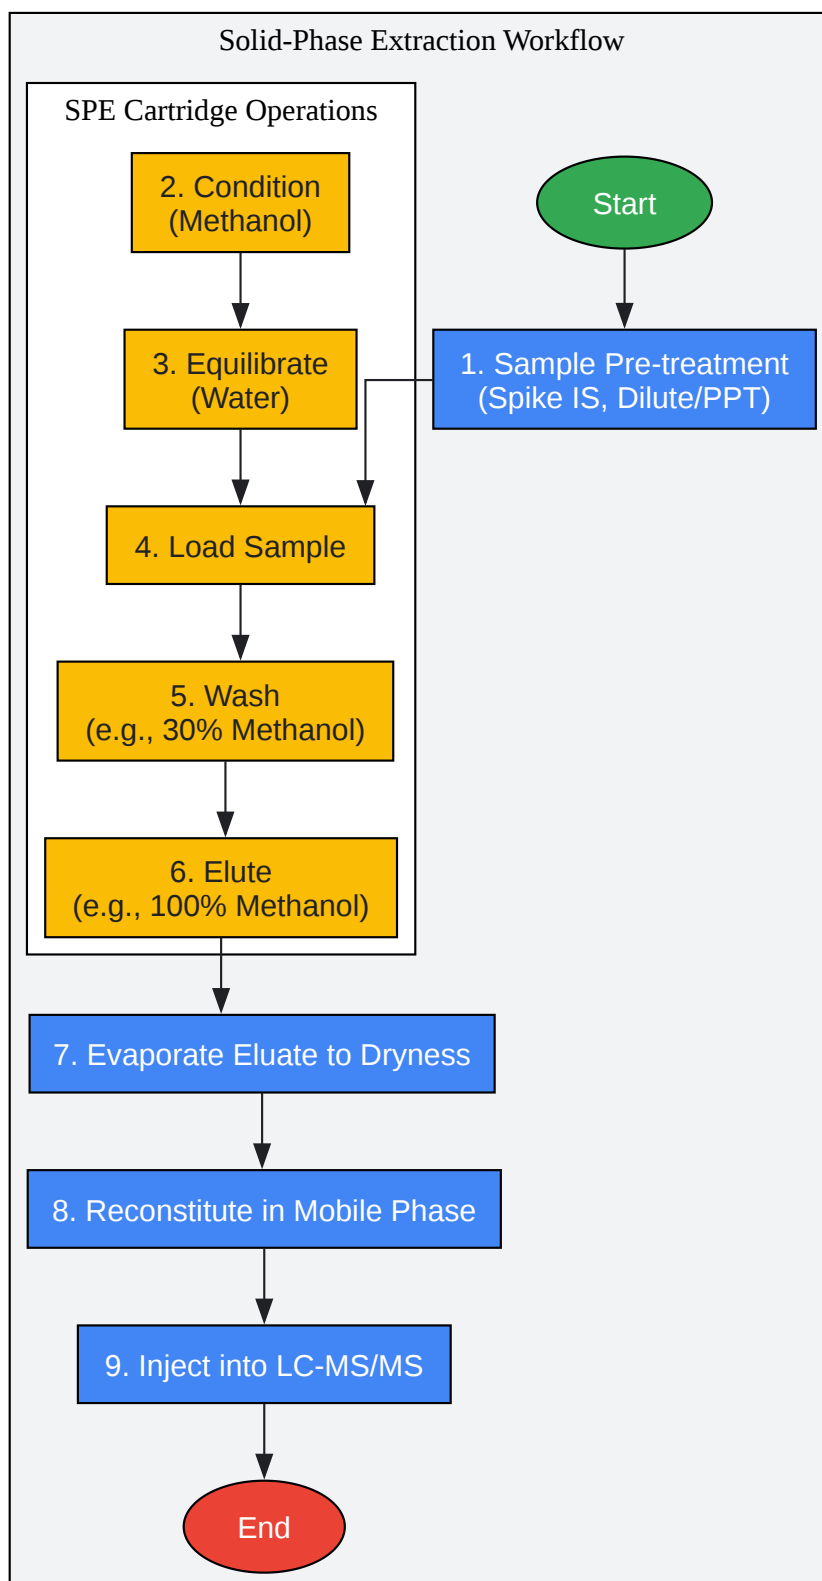 Solid-Phase Extraction Workflow
SPE Cartridge Operations
2. Condition
(Methanol)
Start
3. Equilibrate
(Water)
1. Sample Pre-treatment
(Spike IS, Dilute/PPT)
4. Load Sample
5. Wash
(e.g., 30% Methanol)
6. Elute
(e.g., 100% Methanol)
7. Evaporate Eluate to Dryness
8. Reconstitute in Mobile Phase
9. Inject into LC-MS/MS
End